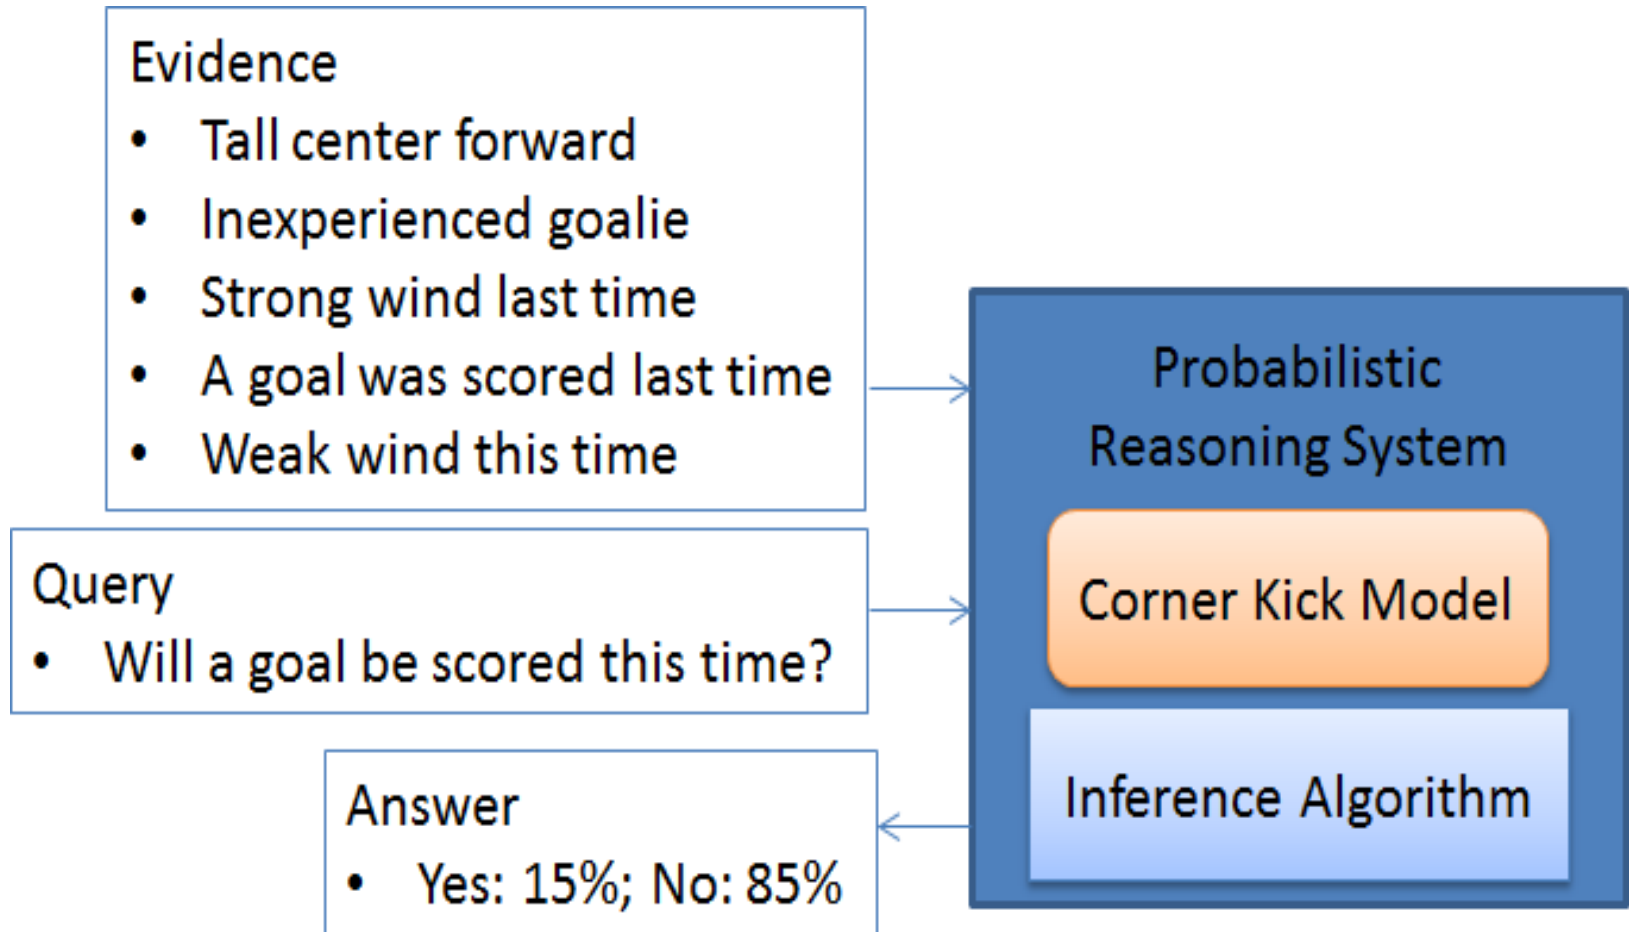 Evidence
• Tall center forward
• Inexperienced goalie
• Strong wind last time
• A goal was scored last time
• Weak wind this time
Query
• Will a goal be scored this time?
Answer
• Yes: 15%; No: 85%
Probabilistic
Reasoning System
Corner Kick Model
Inference Algorithm